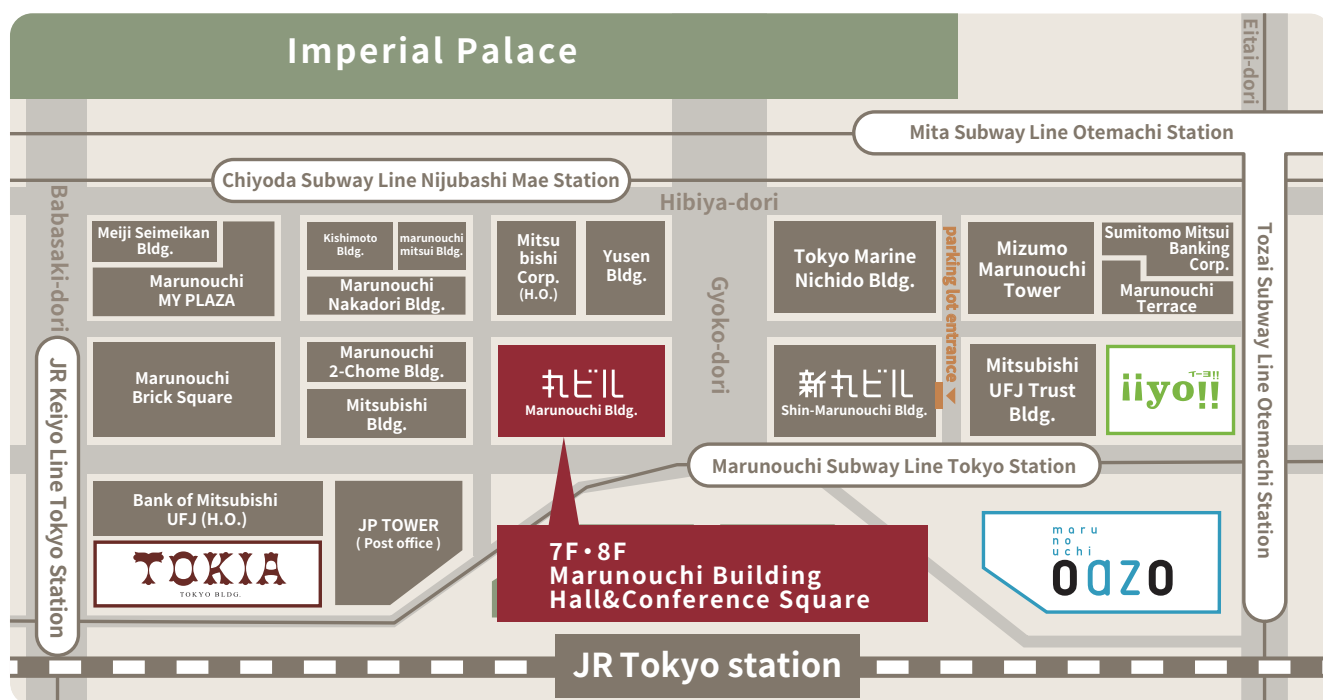 Imperial Palace
Eitai-dori
Mita Subway Line Otemachi Station
Chiyoda Subway Line Nijubashi Mae Station
Hibiya-dori
Babasaki-dori
Meiji Seimeikan
Bldg.
Marunouchi
MY PLAZA
Kishimoto
Bldg.
marunouchi
mitsui Bldg.
Marunouchi
Nakadori Bldg.
Mitsu
bishi
Corp.
(H.O.)
Yusen
Bldg.
Gyoko-dori
Tokyo Marine
Nichido Bldg.
parking lot entrance
Mizumo
Marunouchi
Tower
Sumitomo Mitsui
Banking
Corp.
Marunouchi
Terrace
Tozai Subway Line Otemachi Station
JR Keiyo Line Tokyo Station
Marunouchi
Brick Square
Marunouchi
2-Chome Bldg.
Mitsubishi
Bldg.
丸ビル
Marunouchi Bldg.
新丸ビル
Shin-Marunouchi Bldg.
Mitsubishi
UFJ Trust
Bldg.
イーヨ!!
iiyo!!
Marunouchi Subway Line Tokyo Station
Bank of Mitsubishi
UFJ (H.O.)
TOKIA
TOKYO BLDG.
JP TOWER
( Post office )
7F・8F
Marunouchi Building
Hall&Conference Square
maru
no
uchi
oazo
JR Tokyo station